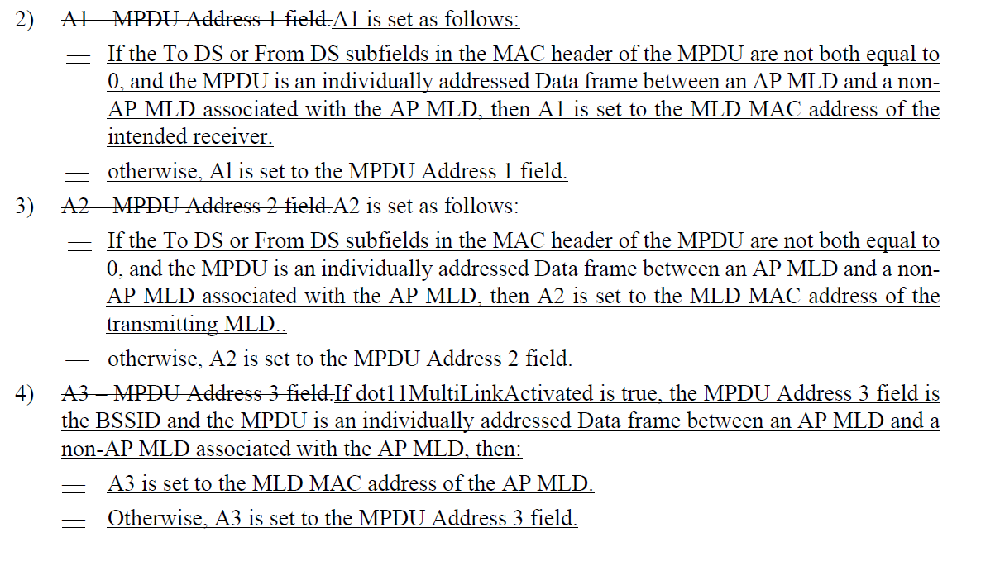 2) A1 – MPDU Address 1 field.A1 is set as follows:
— If the To DS or From DS subfields in the MAC header of the MPDU are not both equal to
0, and the MPDU is an individually addressed Data frame between an AP MLD and a non-
AP MLD associated with the AP MLD, then A1 is set to the MLD MAC address of the
intended receiver.
— otherwise, Al is set to the MPDU Address 1 field.
3) A2 – MPDU Address 2 field.A2 is set as follows:
— If the To DS or From DS subfields in the MAC header of the MPDU are not both equal to
0, and the MPDU is an individually addressed Data frame between an AP MLD and a non-
AP MLD associated with the AP MLD, then A2 is set to the MLD MAC address of the
transmitting MLD..
— otherwise, A2 is set to the MPDU Address 2 field.
4) A3 – MPDU Address 3 field.If dot11MultiLinkActivated is true, the MPDU Address 3 field is
the BSSID and the MPDU is an individually addressed Data frame between an AP MLD and a
non-AP MLD associated with the AP MLD, then:
— A3 is set to the MLD MAC address of the AP MLD.
— Otherwise, A3 is set to the MPDU Address 3 field.